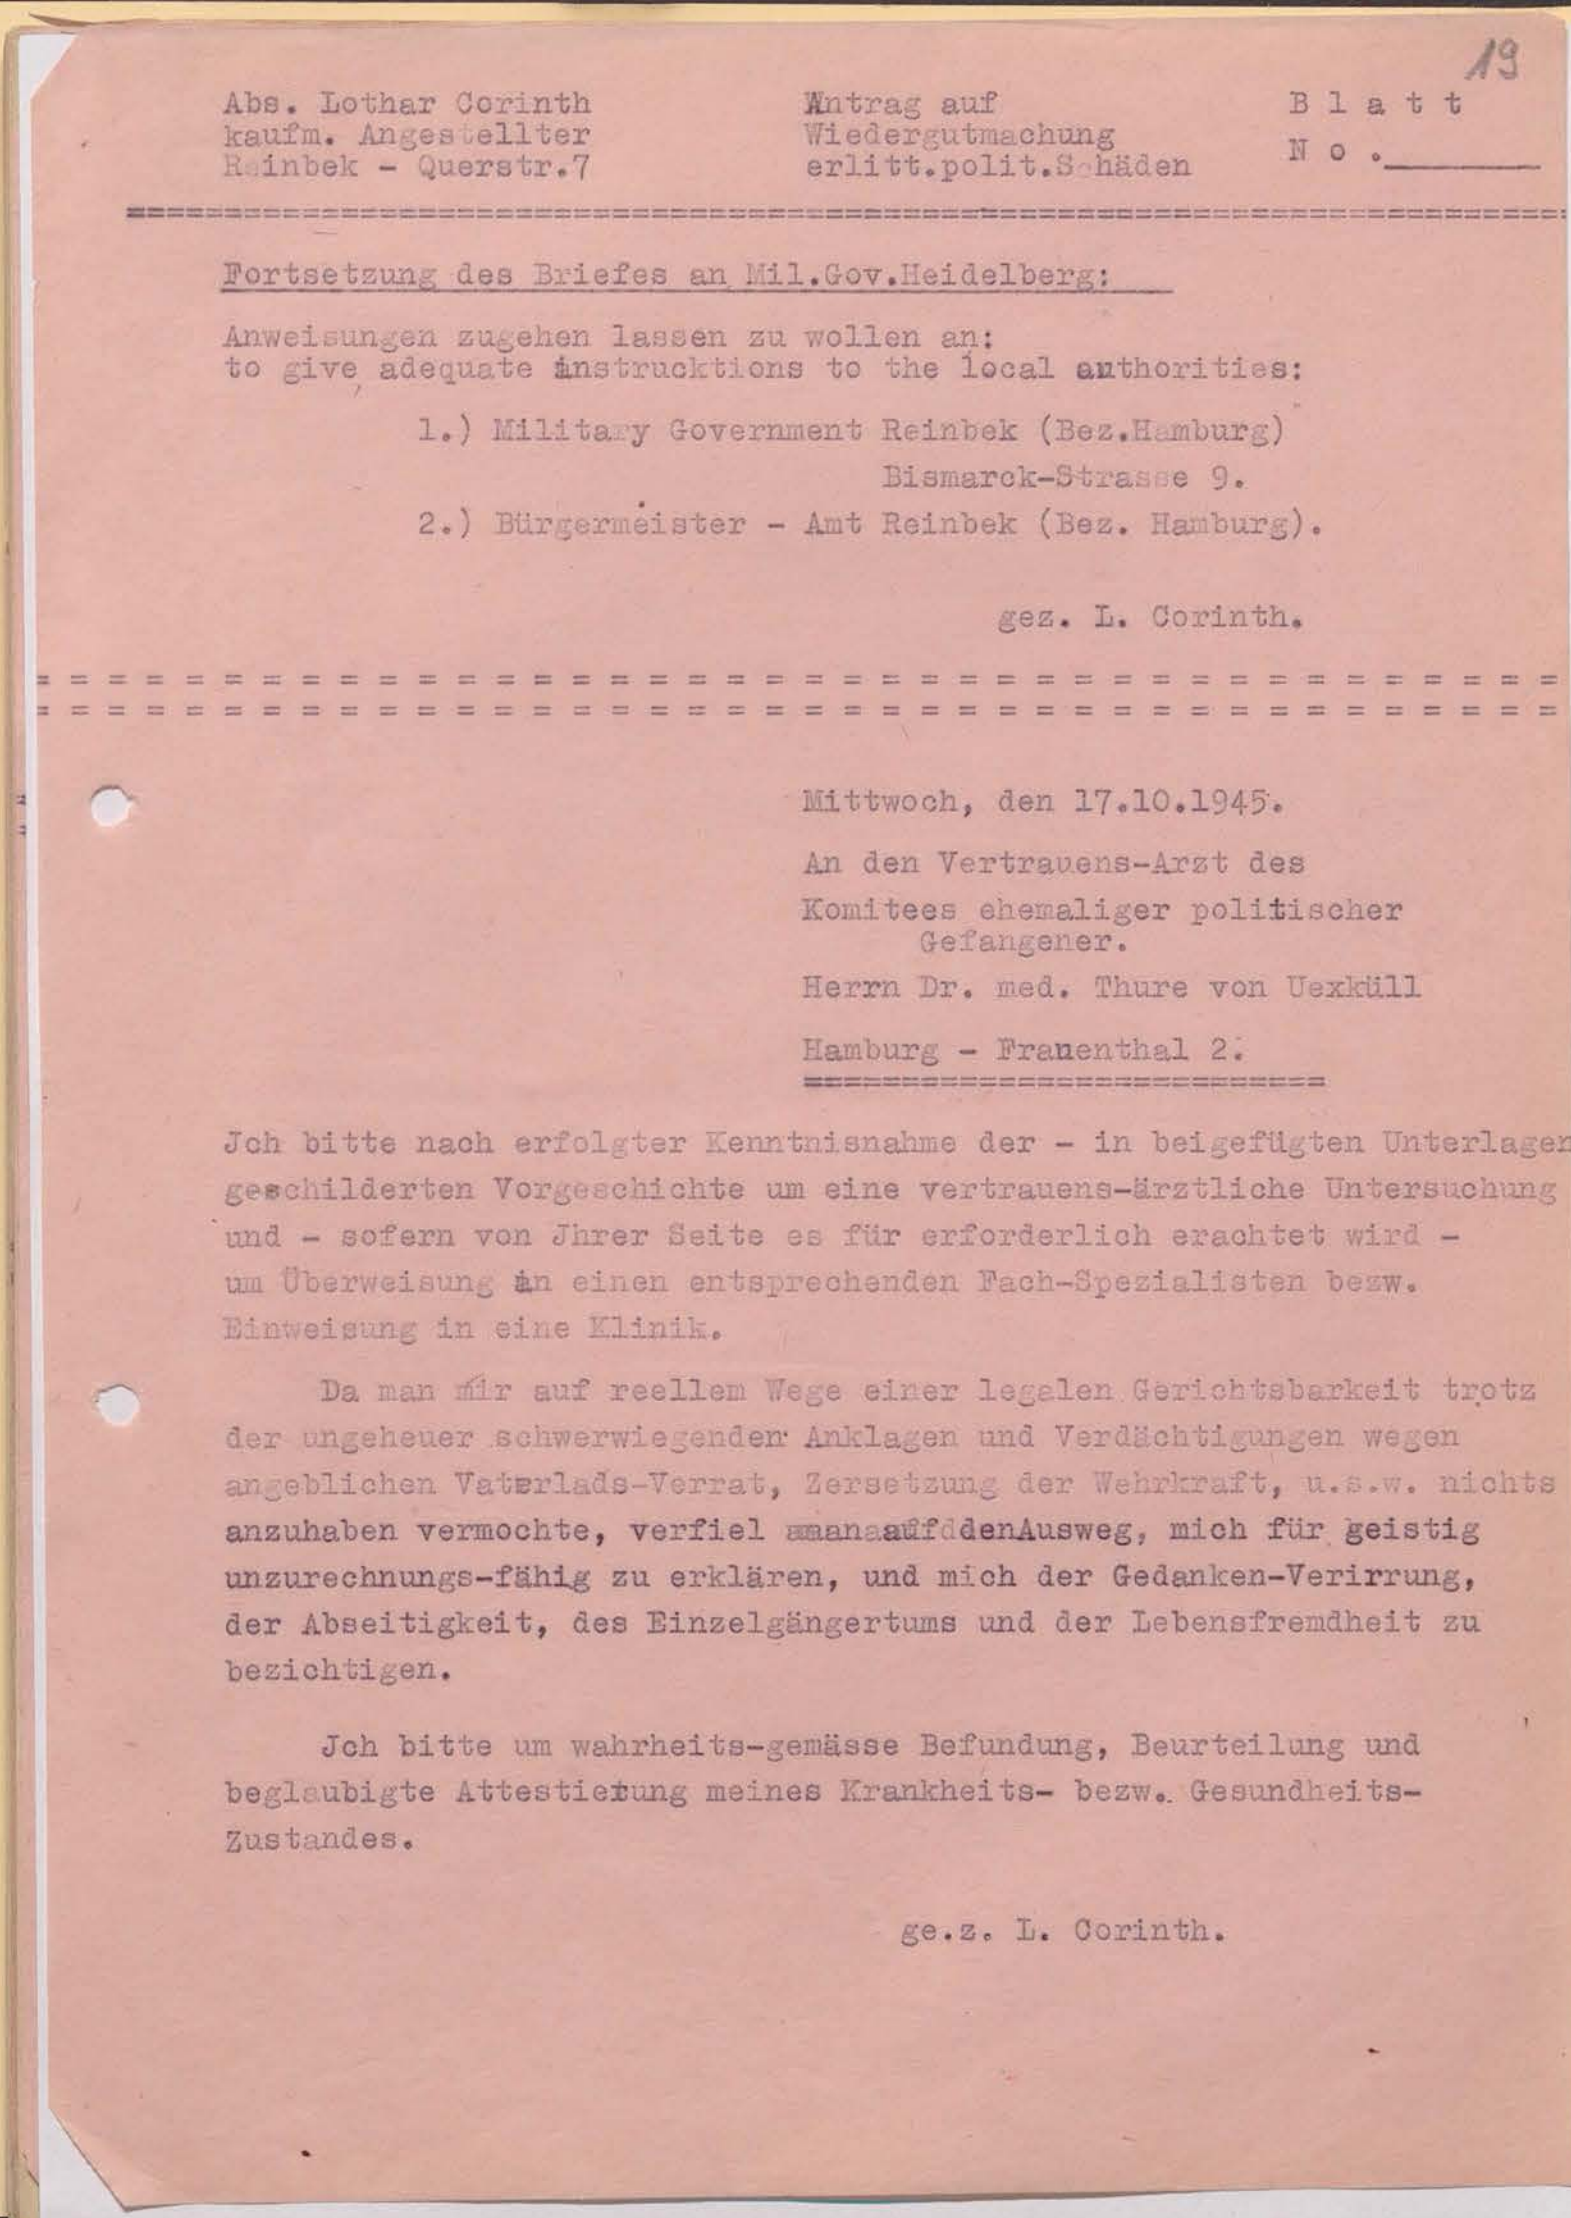 19
Abs. Lothar Corinth
kaufm. Angestellter
Reinbek - Querstr.7
Antrag auf
Wiedergutmachung
erlitt.polit.Schäden
B l a t t
N o .
Fortsetzung des Briefes an Mil.Gov.Heidelberg:
Anweisungen zugehen lassen zu wollen an:
to give adequate instrucktions to the local authorities:
1.) Military Government Reinbek (Bez.Hamburg)
Bismarck-Strasse 9.
2.) Bürgermeister - Amt Reinbek (Bez. Hamburg).
gez. L. Corinth.
Mittwoch, den 17.10.1945.
An den Vertrauens-Arzt des
Komitees ehemaliger politischer
Gefangener.
Herrn Dr. med. Thure von Uexküll
Hamburg - Frauenthal 2.
Jch bitte nach erfolgter Kenntnisnahme der - in beigefügten Unterlagen
geschilderten Vorgeschichte um eine vertrauens-ärztliche Untersuchung
und - sofern von Jhrer Seite es für erforderlich erachtet wird -
um Überweisung an einen entsprechenden Fach-Spezialisten bezw.
Einweisung in eine Klinik.
Da man mir auf reellem Wege einer legalen Gerichtsbarkeit trotz
der ungeheuer schwerwiegenden Anklagen und Verdächtigungen wegen
angeblichen Vaterlads-Verrat, Zersetzung der Wehrkraft, u.s.w. nichts
anzuhaben vermochte, verfiel man auf denAusweg, mich für geistig
unzurechnungs-fähig zu erklären, und mich der Gedanken-Verirrung,
der Abseitigkeit, des Einzelgängertums und der Lebensfremdheit zu
bezichtigen.
Jch bitte um wahrheits-gemässe Befundung, Beurteilung und
beglaubigte Attestierung meines Krankheits- bezw. Gesundheits-
Zustandes.
ge.z. L. Corinth.